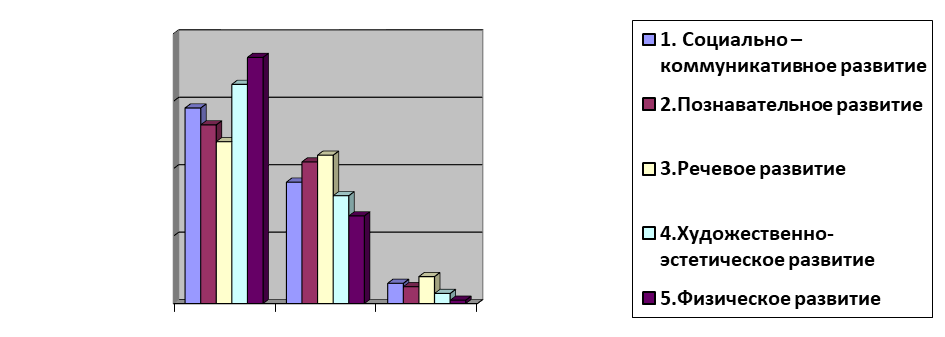 1. Социально –
коммуникативное развитие
2.Познавательное развитие
3.Речевое развитие
4.Художественно-
эстетическое развитие
5.Физическое развитие